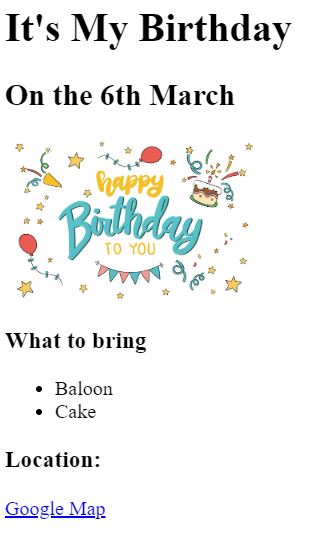 It's My Birthday
On the 6th March
happy
Birthday
TO YOU
What to bring
Baloon
Cake
Location:
Google Map